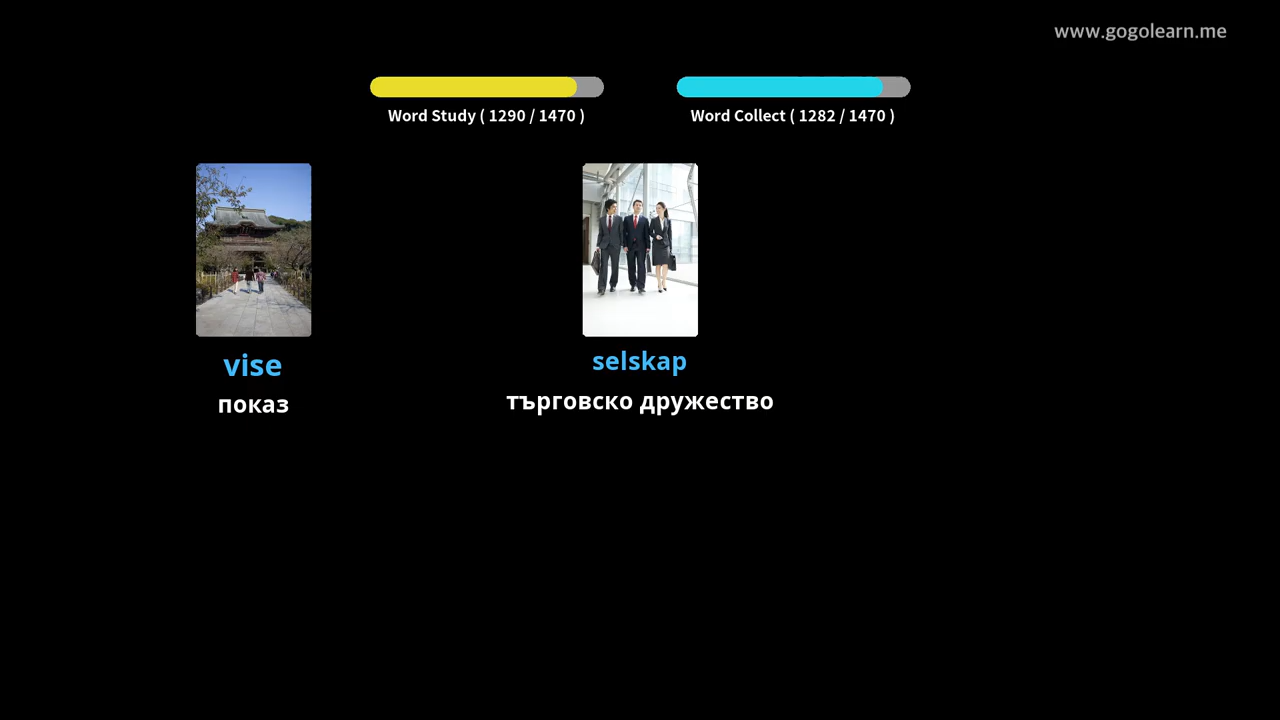 www.gogolearn.me
Word Study ( 1290 / 1470 )
Word Collect ( 1282 / 1470 )
vise
показ
selskap
търговско дружество